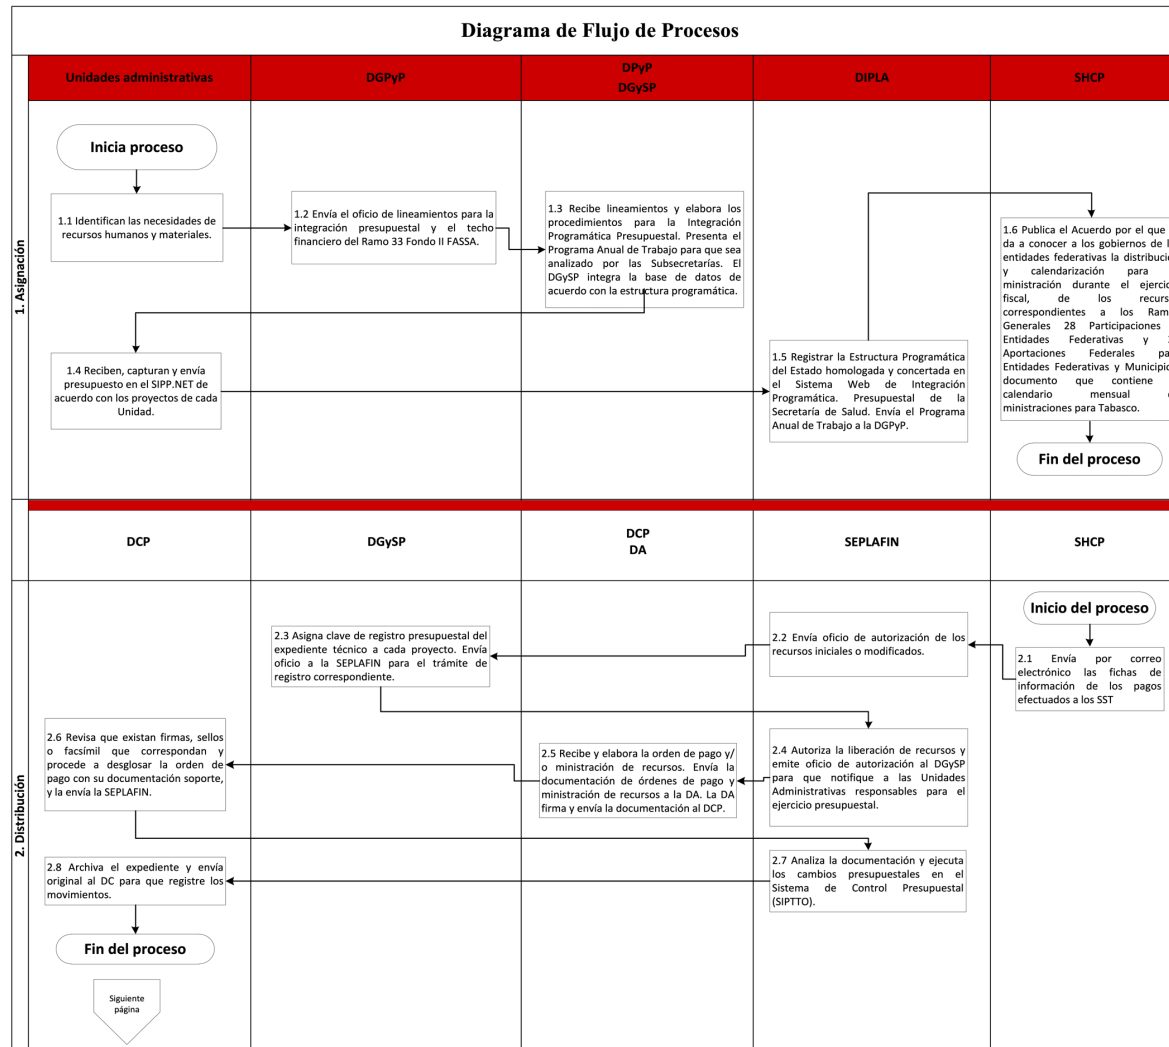 Diagrama de Flujo de Procesos
Unidades administrativas
DGPyP
DPyP
DGySP
DIPLA
SHCP
1. Asignación
Inicia proceso
1.1 Identifican las necesidades de
recursos humanos y materiales.
1.2 Envía el oficio de lineamientos para la
integración presupuestal y el techo
financiero del Ramo 33 Fondo II FASSA.
1.3 Recibe lineamientos y elabora los
procedimientos para la Integración
Programática Presupuestal. Presenta el
Programa Anual de Trabajo para que sea
analizado por las Subsecretarías. El
DGySP integra la base de datos de
acuerdo con la estructura programática.
1.4 Reciben, capturan y envía
presupuesto en el SIPP.NET de
acuerdo con los proyectos de cada
Unidad.
1.5 Registrar la Estructura Programática
del Estado homologada y concertada en
el Sistema Web de Integración
Programática. Presupuestal de la
Secretaría de Salud. Envía el Programa
Anual de Trabajo a la DGPyP.
1.6 Publica el Acuerdo por el que
da a conocer a los gobiernos de
entidades federativas la
y calendarización para
ministración durante el
fiscal, de los
correspondientes a los
Generales 28 Participaciones
Entidades Federativas y
Aportaciones Federales
Entidades Federativas y
documento que contiene
calendario mensual
ministraciones para Tabasco.
Fin del proceso
DCP
DGySP
DCP
DA
SEPLAFIN
SHCP
2. Distribución
Inicio del proceso
2.1 Envía por correo
electrónico las fichas de
información de los pagos
efectuados a los SST
2.2 Envía oficio de autorización de los
recursos iniciales o modificados.
2.3 Asigna clave de registro presupuestal del
expediente técnico a cada proyecto. Envía
oficio a la SEPLAFIN para el trámite de
registro correspondiente.
2.4 Autoriza la liberación de recursos y
emite oficio de autorización al DGySP
para que notifique a las Unidades
Administrativas responsables para el
ejercicio presupuestal.
2.5 Recibe y elabora la orden de pago y/
o ministración de recursos. Envía la
documentación de órdenes de pago y
ministración de recursos a la DA. La DA
firma y envía la documentación al DCP.
2.6 Revisa que existan firmas, sellos
o facsímil que correspondan y
procede a desglosar la orden de
pago con su documentación soporte,
y la envía la SEPLAFIN.
2.7 Analiza la documentación y ejecuta
los cambios presupuestales en el
Sistema de Control Presupuestal
(SIPTTO).
2.8 Archiva el expediente y envía
original al DC para que registre los
movimientos.
Fin del proceso
Siguiente
página